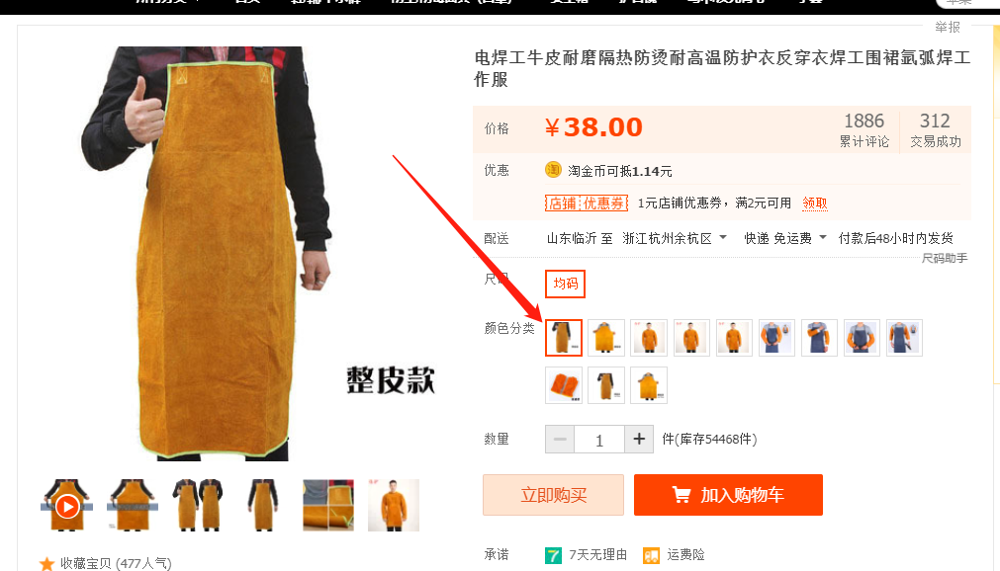 举报
电焊工牛皮耐磨隔热防烫耐高温防护衣反穿衣焊工围裙氩弧焊工
作服
价格
¥38.00
1886
累计评论
312
交易成功
优惠
淘
淘金币可抵1.14元
店铺 优惠券
1元店铺优惠券，满2元可用
领取
配送
山东临沂 至 浙江杭州余杭区
快递 免运费
付款后48小时内发货
尺码助手
均码
颜色分类
整皮款
数量
1
件(库存54468件)
立即购买
加入购物车
收藏宝贝 (477人气)
承诺
7
7天无理由
运费险